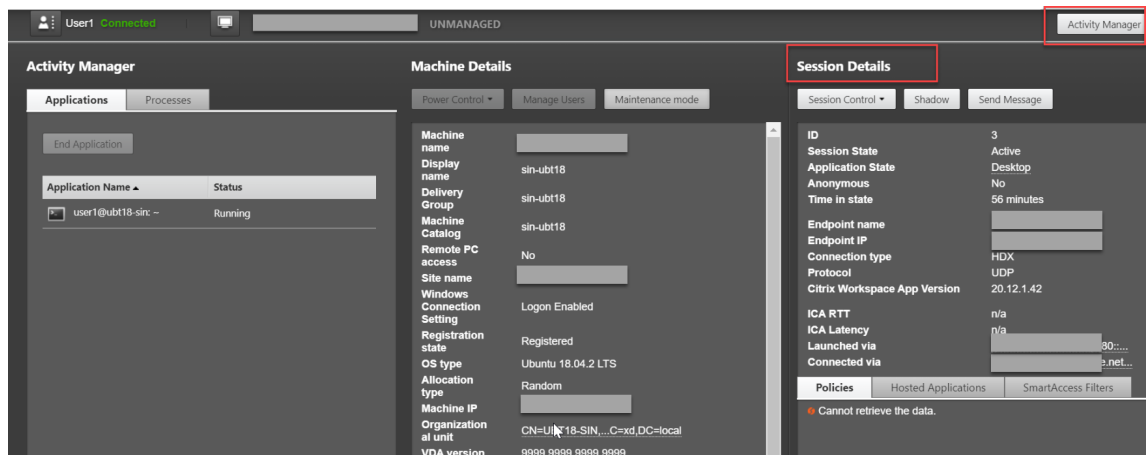 User1 Connected
UNMANAGED
Activity Manager
Activity Manager
Applications
Processes
End Application
Application Name
Status
user1@ubt18-sin: ~
Running
Machine Details
Power Control
Manage Users
Maintenance mode
Machine
name
Display
name
sin-ubt18
Delivery
Group
sin-ubt18
Machine
Catalog
sin-ubt18
Remote PC
access
No
Site name
Windows
Connection
Setting
Logon Enabled
Registration
state
Registered
OS type
Ubuntu 18.04.2 LTS
Allocation
type
Random
Machine IP
Organization
al unit
CN=UBT18-SIN,...C=xd,DC=local
VDA version
9999.9999.9999.9999
Session Details
Session Control
Shadow
Send Message
ID
3
Session State
Active
Application State
Desktop
Anonymous
No
Time in state
56 minutes
Endpoint name
Endpoint IP
Connection type
HDX
Protocol
UDP
Citrix Workspace App Version
20.12.1.42
ICA RTT
n/a
ICA Latency
n/a
Launched via
80::...
Connected via
e.net...
Policies
Hosted Applications
SmartAccess Filters
Cannot retrieve the data.